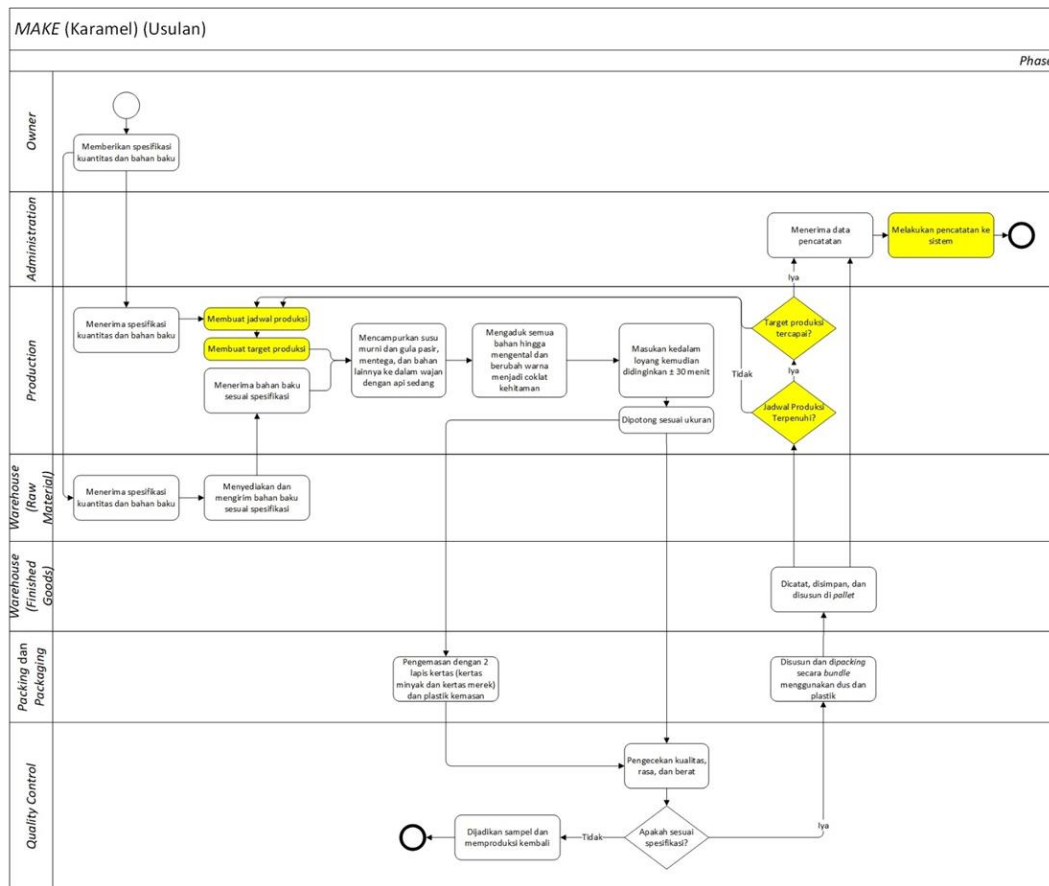 MAKE (Karamel) (Usulan)
Phase
Owner
Memberikan spesifikasi
kuantitas dan bahan baku
Administration
Menerima data
pencatatan
Melakukan pencatatan ke
sistem
Iya
Production
Menerima spesifikasi
kuantitas dan bahan baku
Membuat jadwal produksi
Membuat target produksi
Menerima bahan baku
sesuai spesifikasi
Mencampurkan susu
murni dan gula pasir,
mentega, dan bahan
lainnya ke dalam wajan
dengan api sedang
Mengaduk semua
bahan hingga
mengental dan
berubah warna
menjadi coklat
kehitaman
Masukan kedalam
loyang kemudian
didinginkan ± 30 menit
Dipotong sesuai ukuran
Target produksi
tercapai?
Tidak
Iya
Jadwal Produksi
Terpenuhi?
Warehouse
(Raw
Material)
Menerima spesifikasi
kuantitas dan bahan baku
Menyediakan dan
mengirim bahan baku
sesuai spesifikasi
Warehouse
(Finished
Goods)
Dicatat, disimpan, dan
disusun di pallet
Packing dan
Packaging
Pengemasan dengan 2
lapis kertas (kertas
minyak dan kertas merek)
dan plastik kemasan
Disusun dan dipacking
secara bundle
menggunakan dus dan
plastik
Quality Control
Pengecekan kualitas,
rasa, dan berat
Dijadikan sampel dan
memproduksi kembali
Tidak
Apakah sesuai
spesifikasi?
Iya